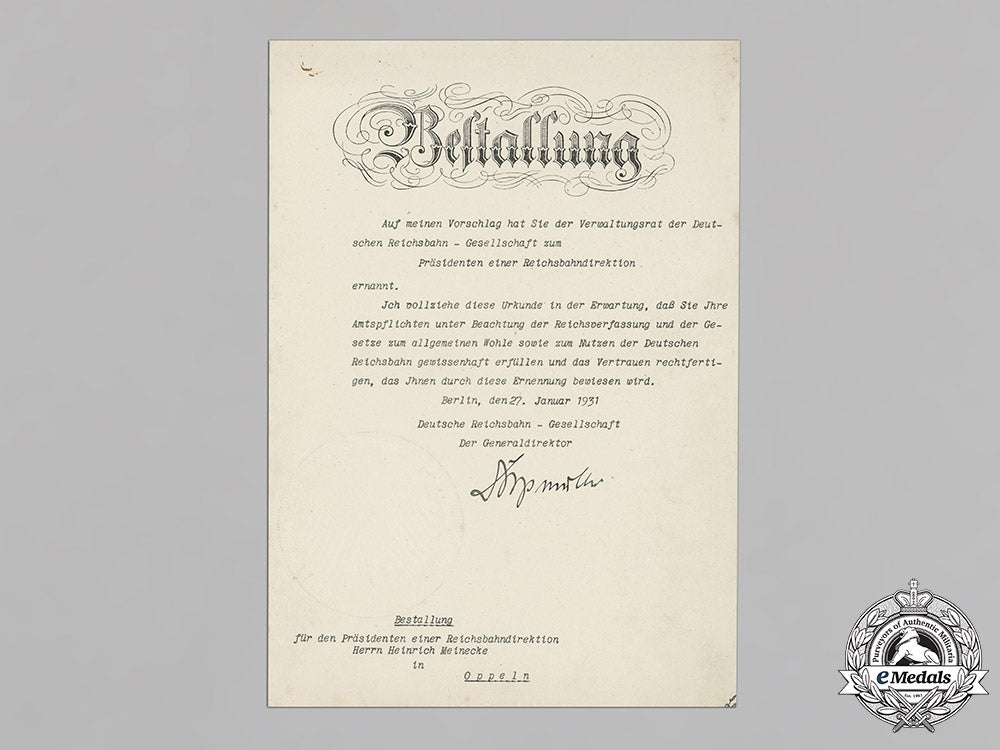 Bestallung
Auf meinen Vorschlag hat Sie der Verwaltungsrat der Deut-
schen Reichsbahn - Gesellschaft zum
Präsidenten einer Reichsbahndirektion
ernannt.
Ich vollziehe diese Urkunde in der Erwartung, daß Sie Ihre
Amtspflichten unter Beachtung der Reichsverfassung und der Ge-
setze zum allgemeinen Wohle sowie zum Nutzen der Deutschen
Reichsbahn gewissenhaft erfüllen und das Vertrauen rechtferti-
gen, das Ihnen durch diese Ernennung bewiesen wird.
Berlin, den 27. Januar 1931
Deutsche Reichsbahn - Gesellschaft
Der Generaldirektor
Dorpmüller
Bestallung
für den Präsidenten einer Reichsbahndirektion
Herrn Heinrich Meinecke
in
Oppeln
Purveyors of Authentic Militaria
eMedals